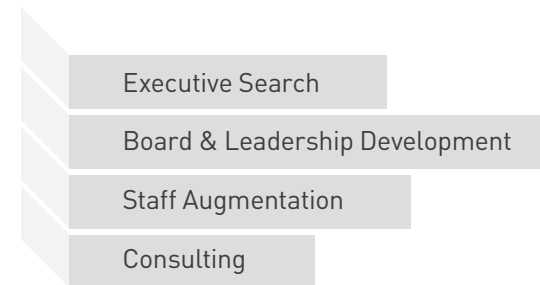 Executive Search
Board & Leadership Development
Staff Augmentation
Consulting